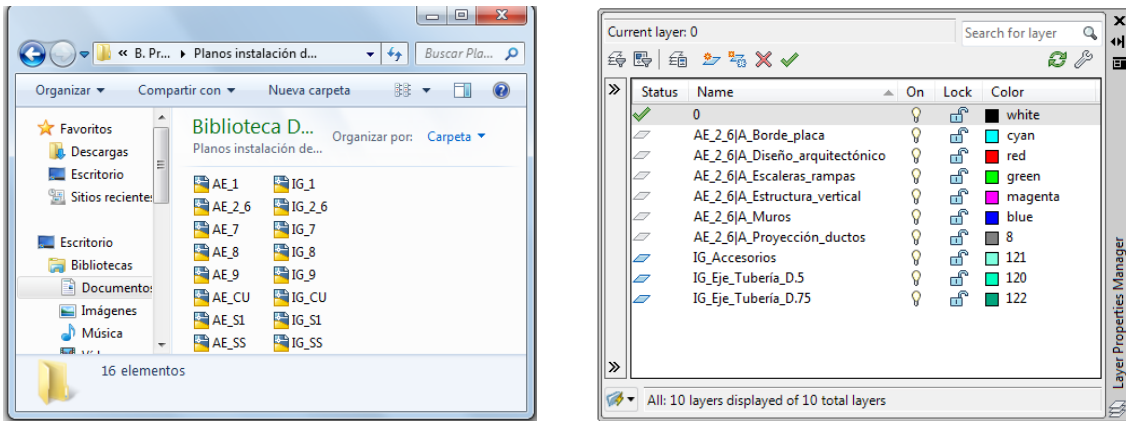 « B. Pr... ▸ Planos instalación d...
Buscar Pla...
Organizar
Compartir con
Nueva carpeta
Favoritos
Descargas
Escritorio
Sitios recientes
Escritorio
Bibliotecas
Documentos
Imágenes
Música
Biblioteca D...
Planos instalación de...
Organizar por: Carpeta
AE_1 IG_1
AE_2_6 IG_2_6
AE_7 IG_7
AE_8 IG_8
AE_9 IG_9
AE_CU IG_CU
AE_S1 IG_S1
AE_SS IG_SS
16 elementos
Current layer: 0
Search for layer
Status Name On Lock Color
0 white
AE_2_6|A_Borde_placa cyan
AE_2_6|A_Diseño_arquitectónico red
AE_2_6|A_Escaleras_rampas green
AE_2_6|A_Estructura_vertical magenta
AE_2_6|A_Muros blue
AE_2_6|A_Proyección_ductos 8
IG_Accesorios 121
IG_Eje_Tubería_D.5 120
IG_Eje_Tubería_D.75 122
All: 10 layers displayed of 10 total layers
Layer Properties Manager